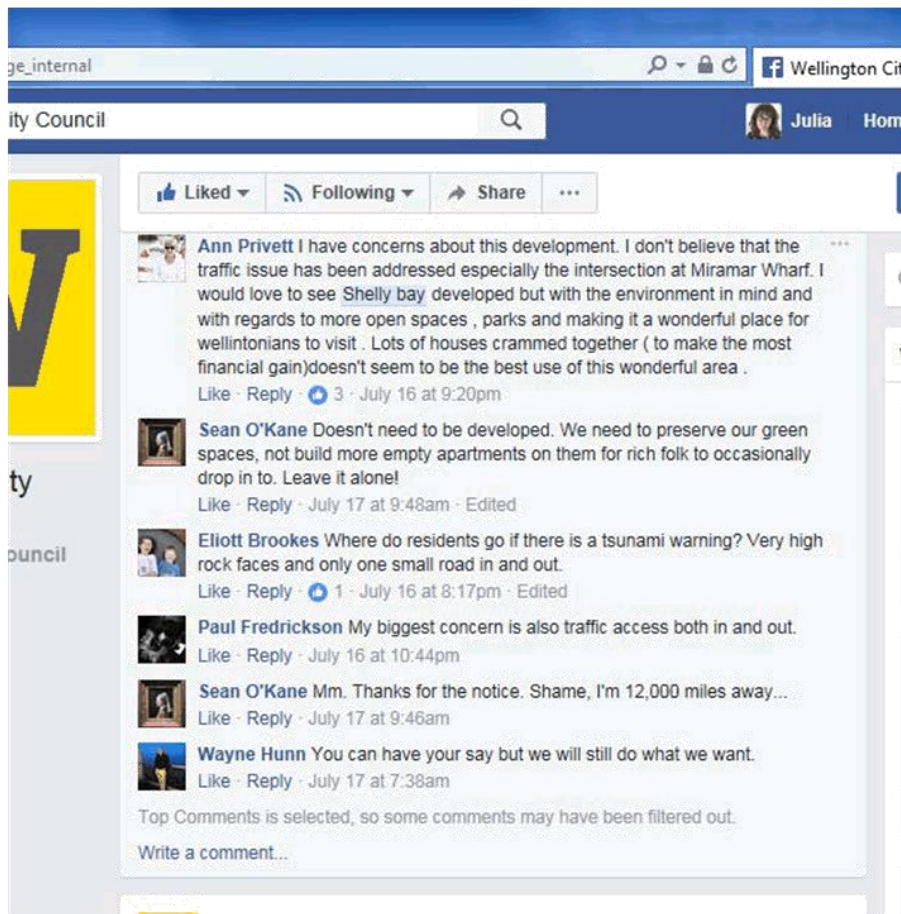 ge_internal
Wellington Cit
ity Council
Julia Hom
Liked Following Share ...
Ann Privett I have concerns about this development. I don't believe that the
traffic issue has been addressed especially the intersection at Miramar Wharf. I
would love to see Shelly bay developed but with the environment in mind and
with regards to more open spaces , parks and making it a wonderful place for
wellintonians to visit . Lots of houses crammed together ( to make the most
financial gain)doesn't seem to be the best use of this wonderful area .
Like · Reply · 3 · July 16 at 9:20pm
Sean O'Kane Doesn't need to be developed. We need to preserve our green
spaces, not build more empty apartments on them for rich folk to occasionally
drop in to. Leave it alone!
Like · Reply · July 17 at 9:48am · Edited
Eliott Brookes Where do residents go if there is a tsunami warning? Very high
rock faces and only one small road in and out.
Like · Reply · 1 · July 16 at 8:17pm · Edited
Paul Fredrickson My biggest concern is also traffic access both in and out.
Like · Reply · July 16 at 10:44pm
Sean O'Kane Mm. Thanks for the notice. Shame, I'm 12,000 miles away...
Like · Reply · July 17 at 9:46am
Wayne Hunn You can have your say but we will still do what we want.
Like · Reply · July 17 at 7:38am
Top Comments is selected, so some comments may have been filtered out.
Write a comment...
ty
ouncil